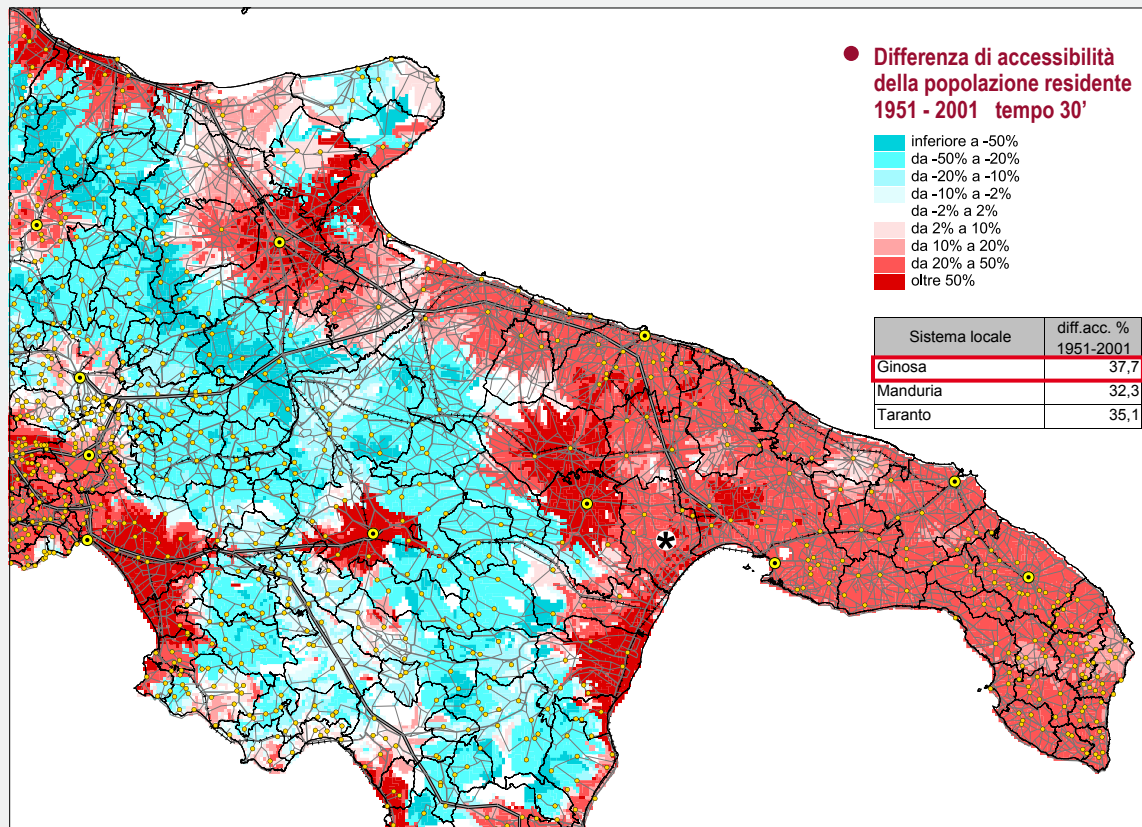 Differenza di accessibilità
della popolazione residente
1951 - 2001 tempo 30'
inferiore a -50%
da -50% a -20%
da -20% a -10%
da -10% a -2%
da -2% a 2%
da 2% a 10%
da 10% a 20%
da 20% a 50%
oltre 50%
Sistema locale diff.acc. % 1951-2001
Ginosa 37,7
Manduria 32,3
Taranto 35,1
*